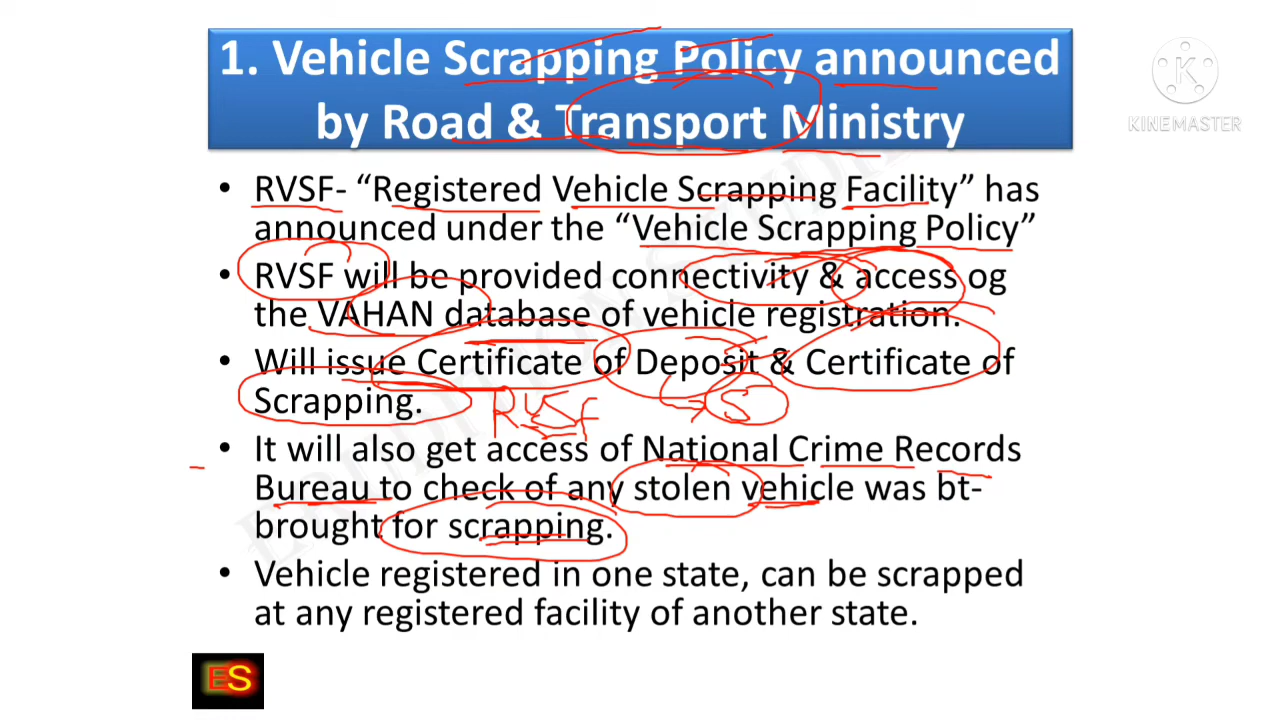 1. Vehicle Scrapping Policy announced
by Road & Transport Ministry
KINEMASTER
• RVSF- “Registered Vehicle Scrapping Facility” has
announced under the “Vehicle Scrapping Policy”
• RVSF will be provided connectivity & access og
the VAHAN database of vehicle registration.
• Will issue Certificate of Deposit & Certificate of
Scrapping.
RVSF
S
• It will also get access of National Crime Records
Bureau to check of any stolen vehicle was bt-
brought for scrapping.
• Vehicle registered in one state, can be scrapped
at any registered facility of another state.
ES